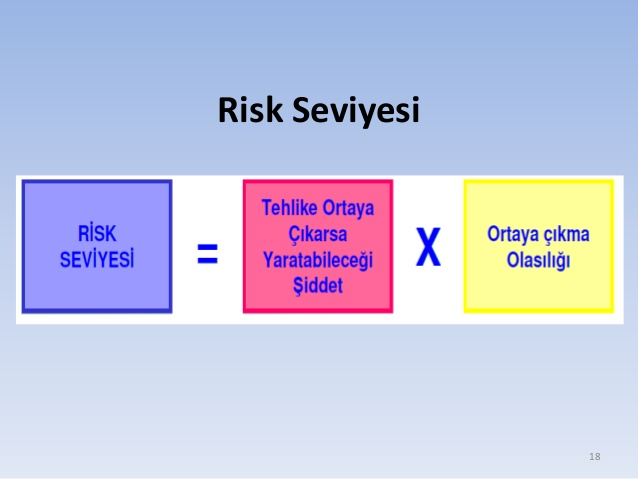 Risk Seviyesi
RİSK
SEVİYESİ
=
Tehlike Ortaya
Çıkarsa
Yaratabileceği
Şiddet
X
Ortaya çıkma
Olasılığı
18